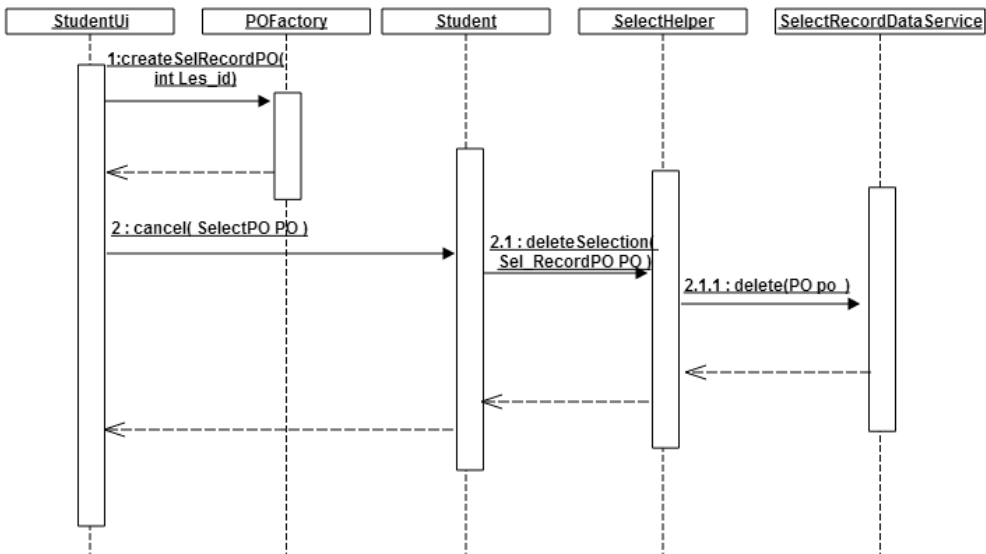 StudentUi
POFactory
Student
SelectHelper
SelectRecordDataService
1:createSelRecordPO(
int Les_id)
2 : cancel( SelectPO PO )
2.1 : deleteSelection(
Sel_RecordPO PO )
2.1.1 : delete(PO po )